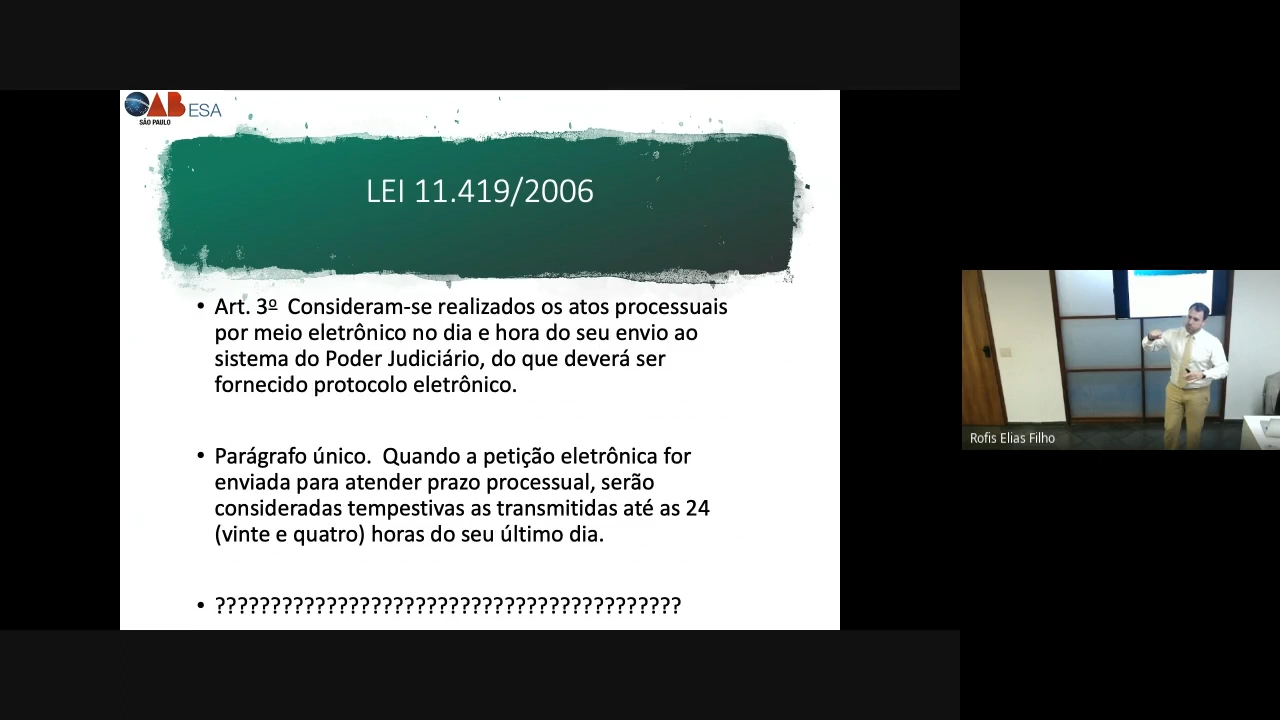 OAB ESA
SÃO PAULO
LEI 11.419/2006
• Art. 3º  Consideram-se realizados os atos processuais
por meio eletrônico no dia e hora do seu envio ao
sistema do Poder Judiciário, do que deverá ser
fornecido protocolo eletrônico.
• Parágrafo único.  Quando a petição eletrônica for
enviada para atender prazo processual, serão
consideradas tempestivas as transmitidas até as 24
(vinte e quatro) horas do seu último dia.
• ??????????????????????????????????????????
Rofis Elias Filho